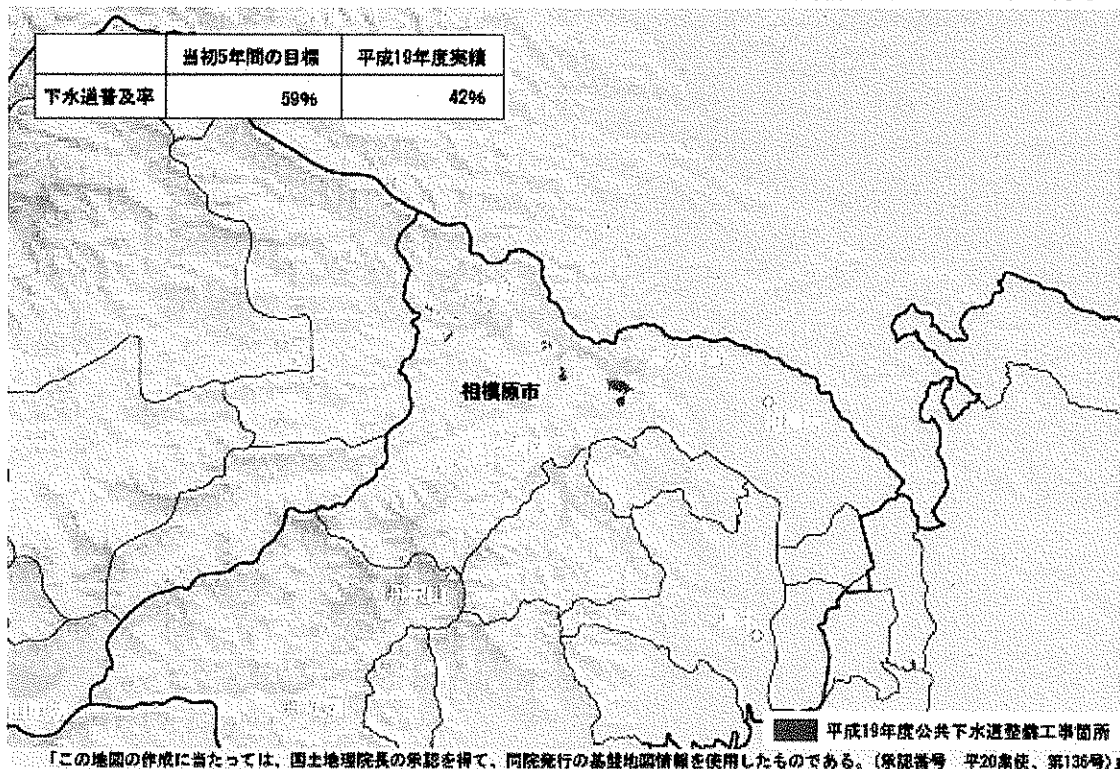 当初5年間の目標 平成19年度実績
下水道普及率 59% 42%
相模原市
平成19年度公共下水道整備工事箇所
「この地図の作成に当たっては、国土地理院長の承認を得て、同院発行の基盤地図情報を使用したものである。(承認番号 平20業使、第135号)」